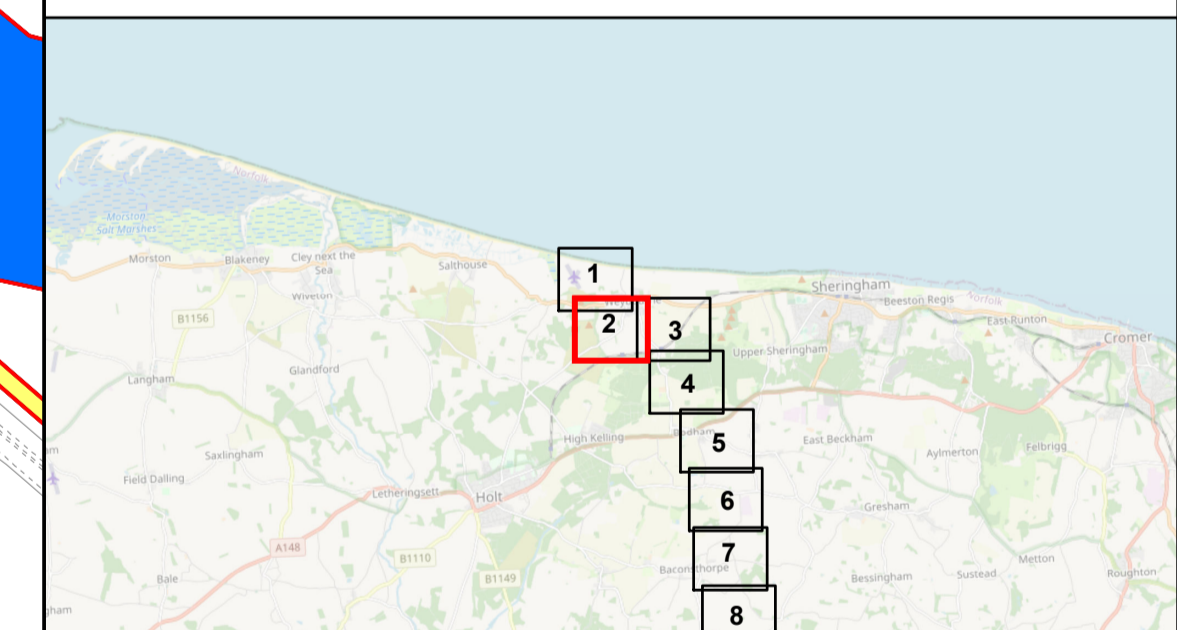 Norfolk
Morston
Salt Marshes
Morston
Blakeney
Cley next the
Sea
Salthouse
1
Wiveton
Sheringham
Beeston Regis
Norfolk
B1156
2
3
East Runton
Cromer
Upper Sheringham
Langham
Glandford
4
High Kelling
Bodham
5
East Beckham
Felbrigg
Aylmerton
Saxlingham
Field Dalling
Letheringsett
Holt
6
Gresham
A148
B1110
7
Baconsthorpe
Metton
Bale
B1149
Bessingham
Sustead
Roughton
8